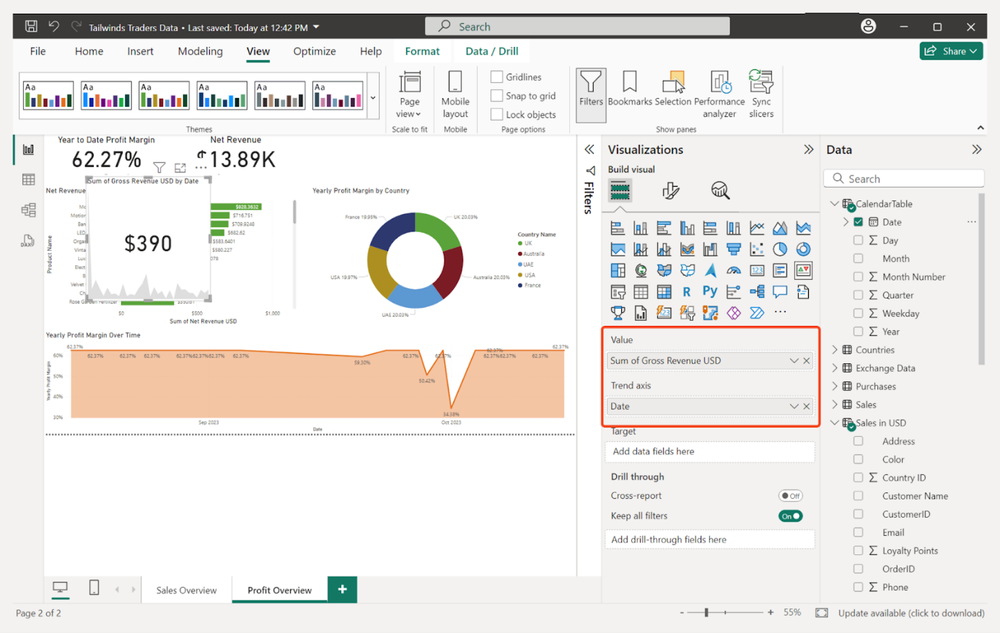 Tailwinds Traders Data • Last saved: Today at 12:42 PM
Search
File Home Insert Modeling View Optimize Help Format Data / Drill
Share
Aa Aa Aa Aa Aa Aa
Page view
Mobile layout
Gridlines
Snap to grid
Lock objects
Filters
Bookmarks
Selection
Performance analyzer
Sync slicers
Themes
Scale to fit
Mobile
Page options
Show panes
Year to Date Profit Margin
62.27%
Net Revenue
13.89K
Sum of Gross Revenue USD by Date
$390
Net Revenue
Product Name
Mo
Motion
Ban
LED
Orga
Vinta
Lux
Elect
B
Velvet
Ch
Rose Garden Fertilizer
$928.3632
$716.751
$709.9248
$682.62
$583.6401
$580.227
078
$350.07
$0 $500 $1,000
Sum of Net Revenue USD
Yearly Profit Margin by Country
France 19.95%
UK 20.03%
USA 19.97%
Australia 20.03%
UAE 20.03%
Country Name
UK
Australia
UAE
USA
France
Yearly Profit Margin Over Time
Yearly Profit Margin
60%
50%
40%
30%
62.37%
62.37% 62.37% 62.37% 62.37%62.37%62.37% 62.37%
59.30%
62.37%
50.42%
62.37%
34.38%
62.37%
62.37%62.37%
62.37%
62.37%
Sep 2023 Oct 2023
Date
Filters
Visualizations
Build visual
123
R
Py
123
Value
Sum of Gross Revenue USD
Trend axis
Date
Target
Add data fields here
Drill through
Cross-report
Off
Keep all filters
On
Add drill-through fields here
Data
Search
CalendarTable
Date
Day
Month
Month Number
Quarter
Weekday
Year
Countries
Exchange Data
Purchases
Sales
Sales in USD
Address
Color
Country ID
Customer Name
CustomerID
Email
Loyalty Points
OrderID
Phone
DAX
Sales Overview
Profit Overview
+
Page 2 of 2
- + 55%
Update available (click to download)